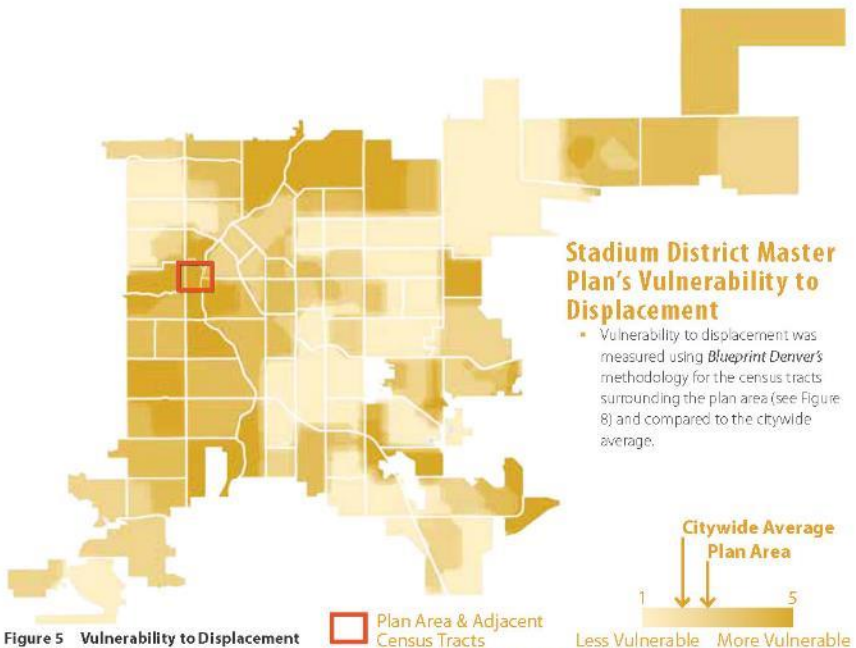 Stadium District Master
Plan's Vulnerability to
Displacement
• Vulnerability to displacement was
measured using Blueprint Denver's
methodology for the census tracts
surrounding the plan area (see Figure
8) and compared to the citywide
average.
Citywide Average
Plan Area
1 5
Less Vulnerable More Vulnerable
Plan Area & Adjacent
Census Tracts
Figure 5 Vulnerability to Displacement